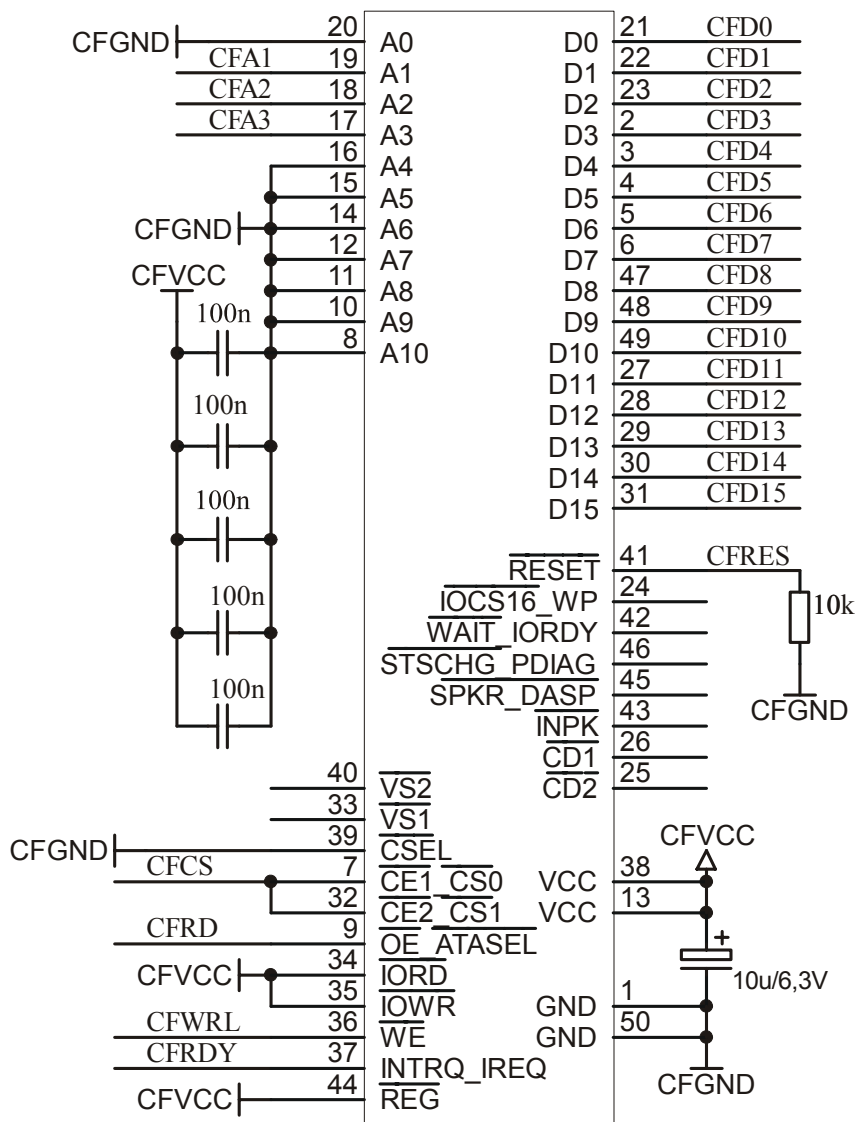 CFGND 20 A0 D0 21 CFD0
CFA1 19 A1 D1 22 CFD1
CFA2 18 A2 D2 23 CFD2
CFA3 17 A3 D3 2 CFD3
16 A4 D4 3 CFD4
15 A5 D5 4 CFD5
CFGND 14 A6 D6 5 CFD6
12 A7 D7 6 CFD7
CFVCC 11 A8 D8 47 CFD8
100n 10 A9 D9 48 CFD9
8 A10 D10 49 CFD10
100n D11 27 CFD11
D12 28 CFD12
D13 29 CFD13
100n D14 30 CFD14
D15 31 CFD15
100n RESET 41 CFRES
IOCS16_WP 24 10k
WAIT_IORDY 42
100n STSCHG_PDIAG 46
SPKR_DASP 45
INPK 43 CFGND
CD1 26
40 VS2 CD2 25
33 VS1
CFGND 39 CSEL CFVCC
CFCS 7 CE1_CS0 VCC 38
32 CE2_CS1 VCC 13
CFRD 9 OE_ATASEL +
CFVCC 34 IORD 10u/6,3V
35 IOWR GND 1
CFWRL 36 WE GND 50
CFRDY 37 INTRQ_IREQ CFGND
CFVCC 44 REG